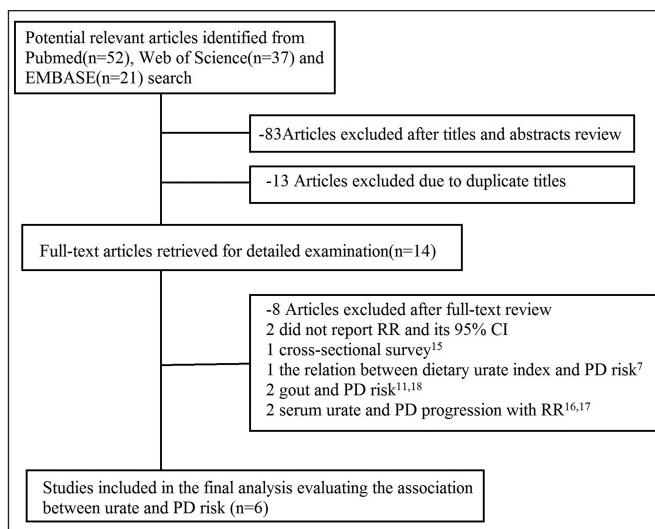 Potential relevant articles identified from
Pubmed(n=52), Web of Science(n=37) and
EMBASE(n=21) search
-83Articles excluded after titles and abstracts review
-13 Articles excluded due to duplicate titles
Full-text articles retrieved for detailed examination(n=14)
-8 Articles excluded after full-text review
2 did not report RR and its 95% CI
1 cross-sectional survey¹⁵
1 the relation between dietary urate index and PD risk⁷
2 gout and PD risk¹¹,¹⁸
2 serum urate and PD progression with RR¹⁶,¹⁷
Studies included in the final analysis evaluating the association
between urate and PD risk (n=6)